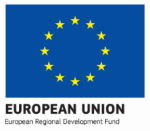 EUROPEAN UNION
European Regional Development Fund